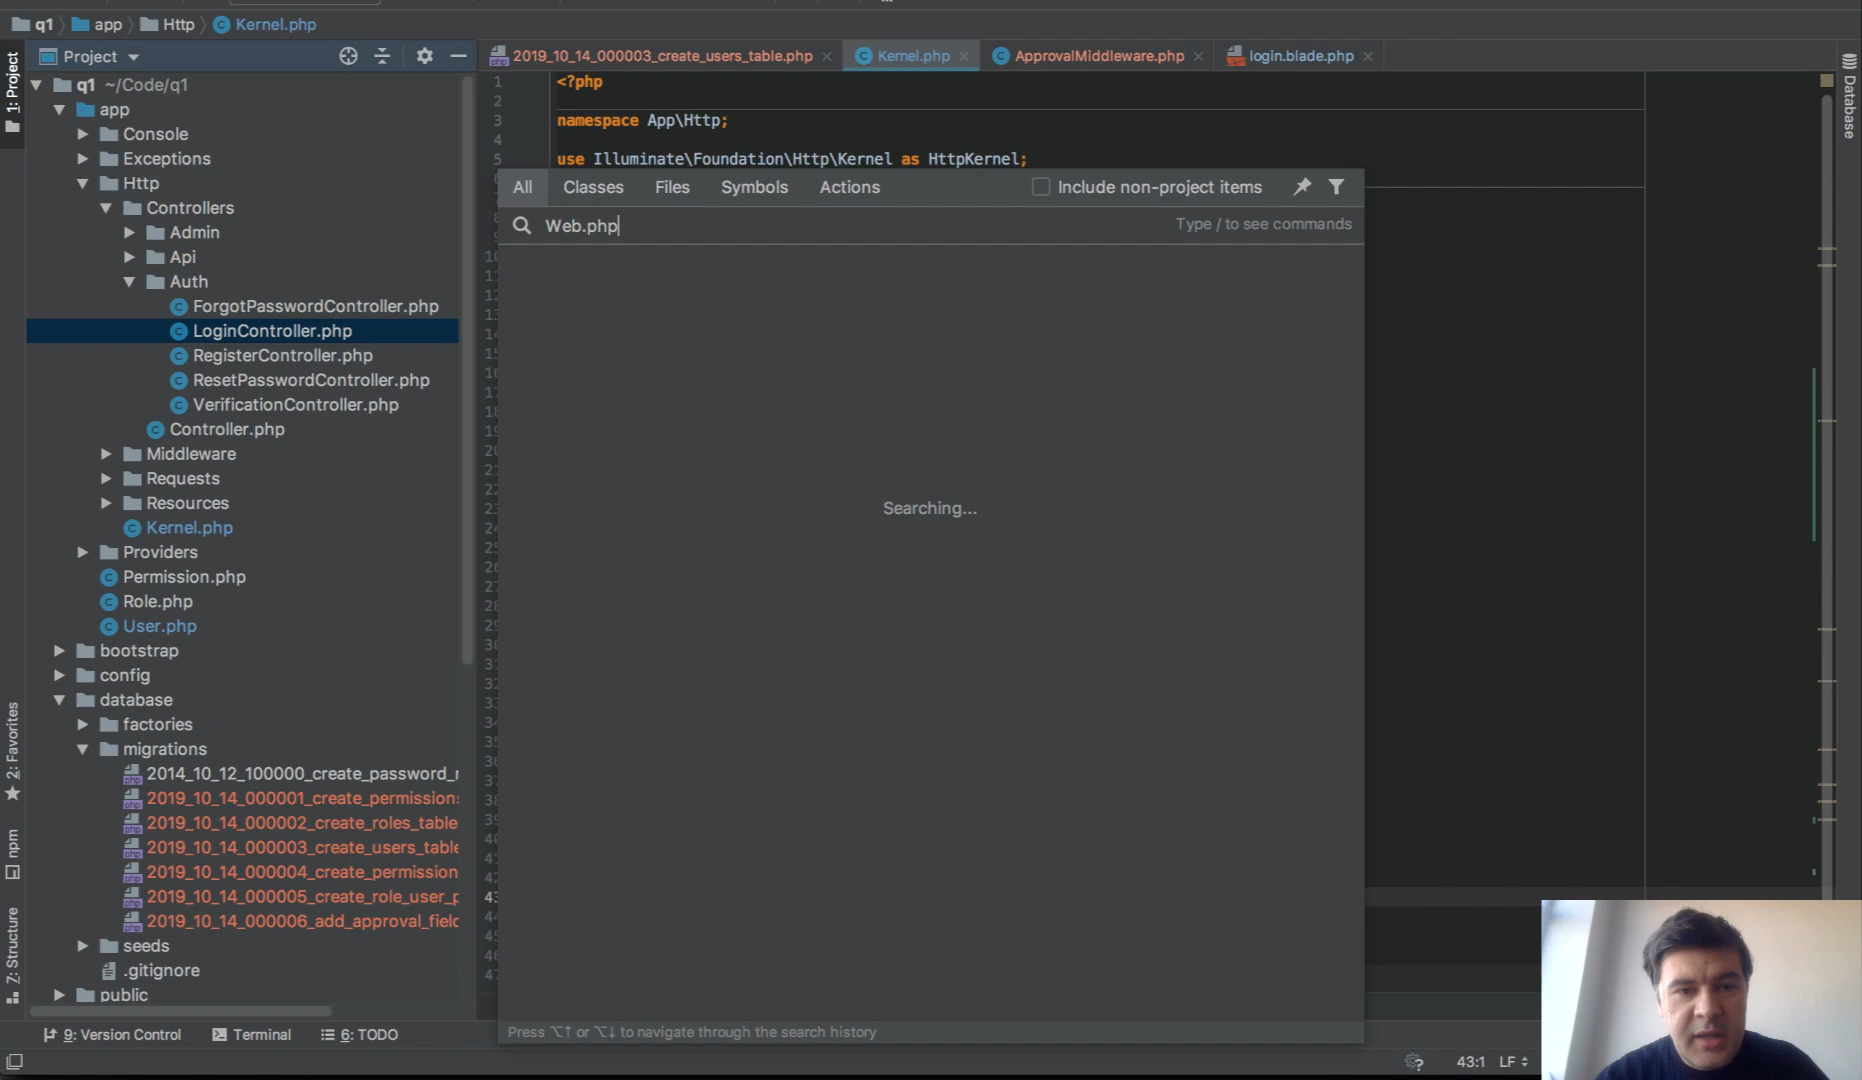 q1 app Http Kernel.php
Project
2019_10_14_000003_create_users_table.php Kernel.php ApprovalMiddleware.php login.blade.php
1: Project
Database
q1 ~/Code/q1
app
Console
Exceptions
Http
Controllers
Admin
Api
Auth
ForgotPasswordController.php
LoginController.php
RegisterController.php
ResetPasswordController.php
VerificationController.php
Controller.php
Middleware
Requests
Resources
Kernel.php
Providers
Permission.php
Role.php
User.php
bootstrap
config
database
factories
migrations
2014_10_12_100000_create_password_r
2019_10_14_000001_create_permissions
2019_10_14_000002_create_roles_table
2019_10_14_000003_create_users_table
2019_10_14_000004_create_permission
2019_10_14_000005_create_role_user_p
2019_10_14_000006_add_approval_field
seeds
.gitignore
public
2: Favorites
npm
Z: Structure
1 <?php
2
3 namespace App\Http;
4
5 use Illuminate\Foundation\Http\Kernel as HttpKernel;
All Classes Files Symbols Actions Include non-project items
Web.php Type / to see commands
Searching...
Press ⌥↑ or ⌥↓ to navigate through the search history
9: Version Control Terminal 6: TODO
43:1 LF